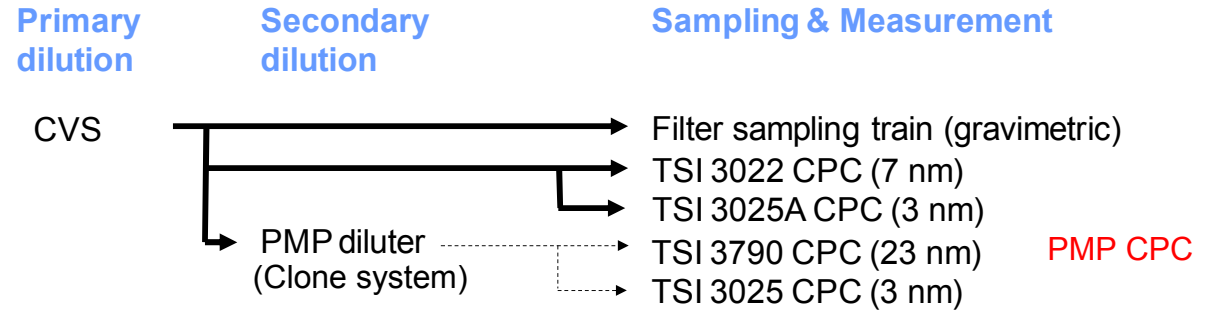 Primary dilution
Secondary dilution
Sampling & Measurement
CVS
Filter sampling train (gravimetric)
TSI 3022 CPC (7 nm)
TSI 3025A CPC (3 nm)
PMP diluter
(Clone system)
TSI 3790 CPC (23 nm)
PMP CPC
TSI 3025 CPC (3 nm)